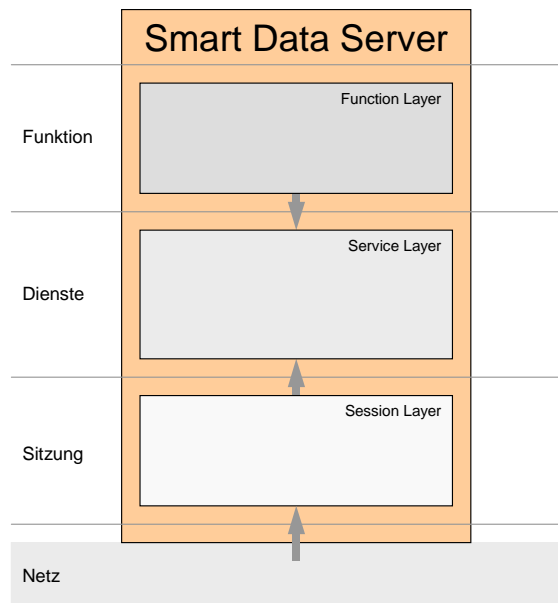 Smart Data Server
Function Layer
Funktion
Service Layer
Dienste
Session Layer
Sitzung
Netz